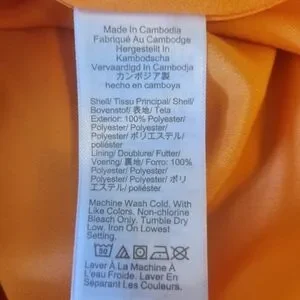 Made In Cambodia
Fabriqué Au Cambodge
Hergestellt In
Kambodscha
Vervaardigd In Cambodja
カンボジア製
hecho en camboya
Shell/ Tissu Principal/ Shell/
Bovenstof/ 表地/ Tela
Exterior: 100% Polyester/
Polyester/ Polyester/
Polyester/ ポリエステル/
poliéster
Lining/ Doublure/ Futter/
Voering/ 裏地/ Forro: 100%
Polyester/ Polyester/
Polyester/ Polyester/ ポリ
エステル/ poliéster
Machine Wash Cold, With
Like Colors. Non-chlorine
Bleach Only. Tumble Dry
Low. Iron On Lowest
Setting.
30
Laver À La Machine À
L'eau Froide. Laver En
Séparant Les Couleurs.